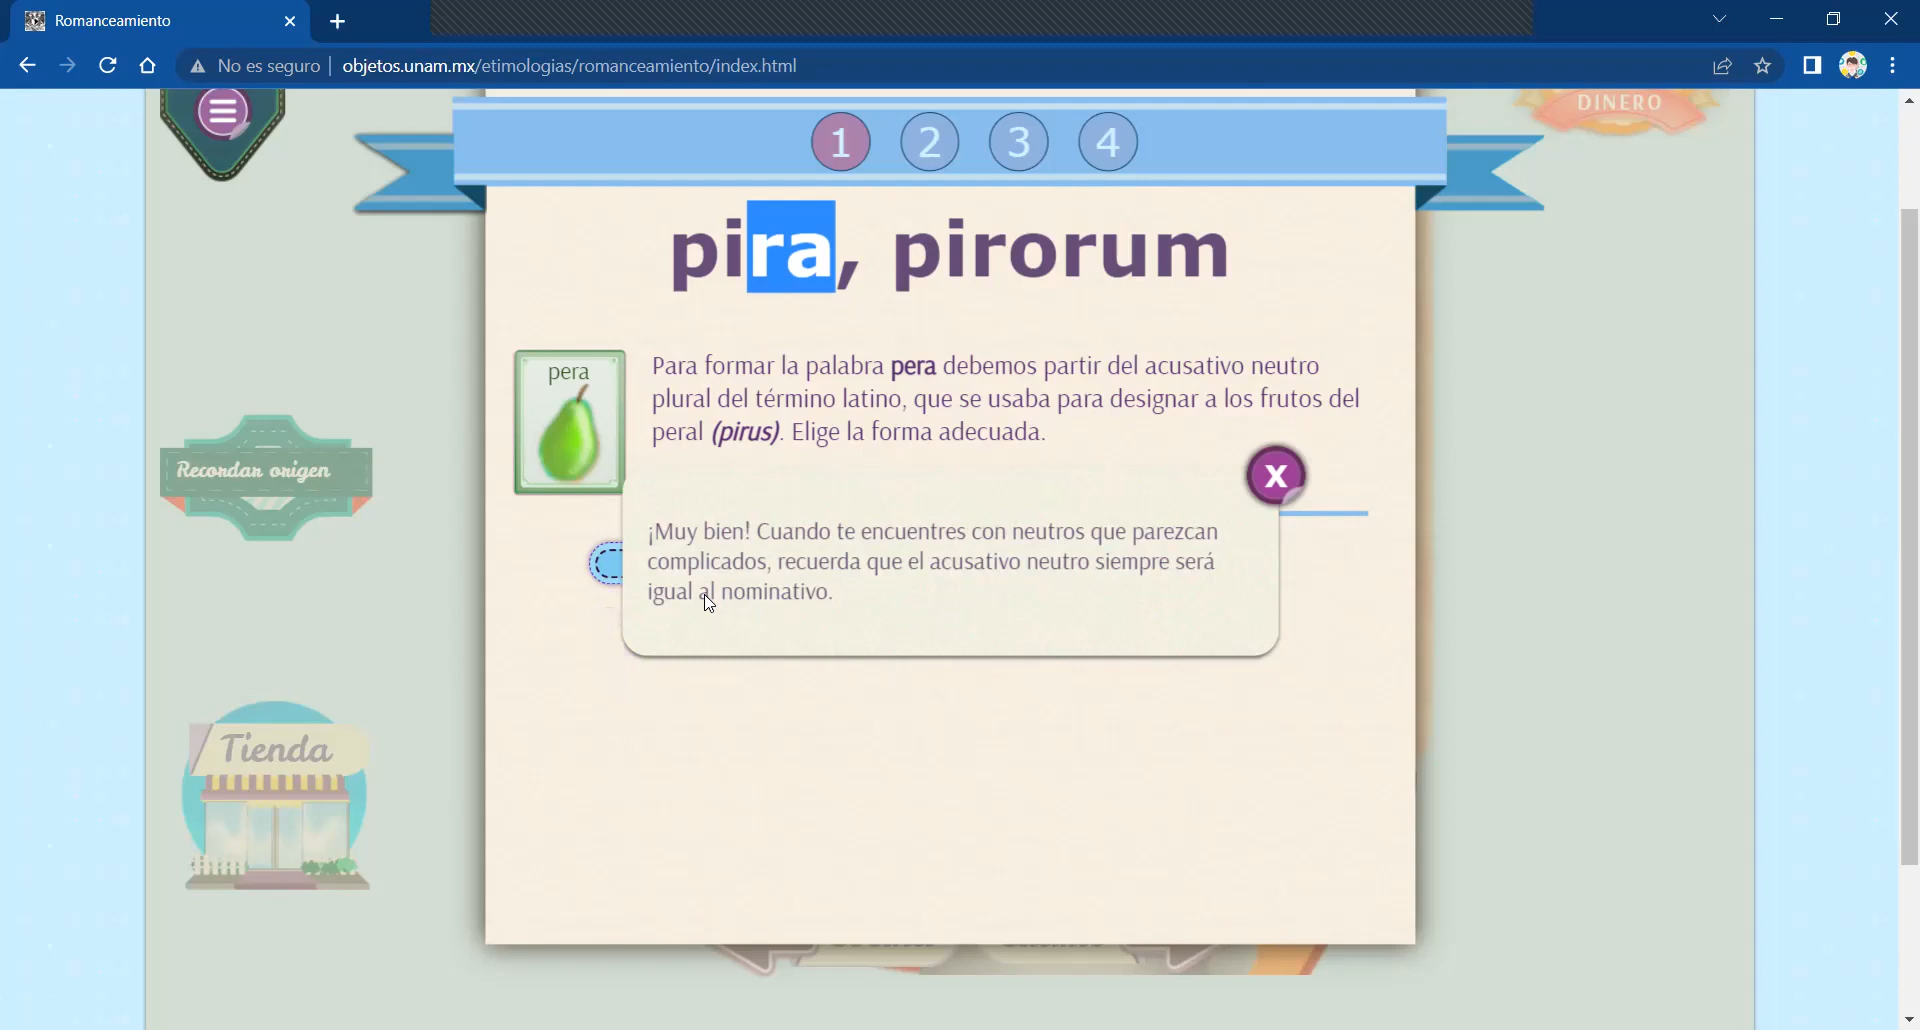 Romanceamiento
No es seguro | objetos.unam.mx/etimologias/romanceamiento/index.html
DINERO
1 2 3 4
pira, pirorum
pera
Para formar la palabra pera debemos partir del acusativo neutro
plural del término latino, que se usaba para designar a los frutos del
peral (pirus). Elige la forma adecuada.
Recordar origen
X
¡Muy bien! Cuando te encuentres con neutros que parezcan
complicados, recuerda que el acusativo neutro siempre será
igual al nominativo.
Tienda